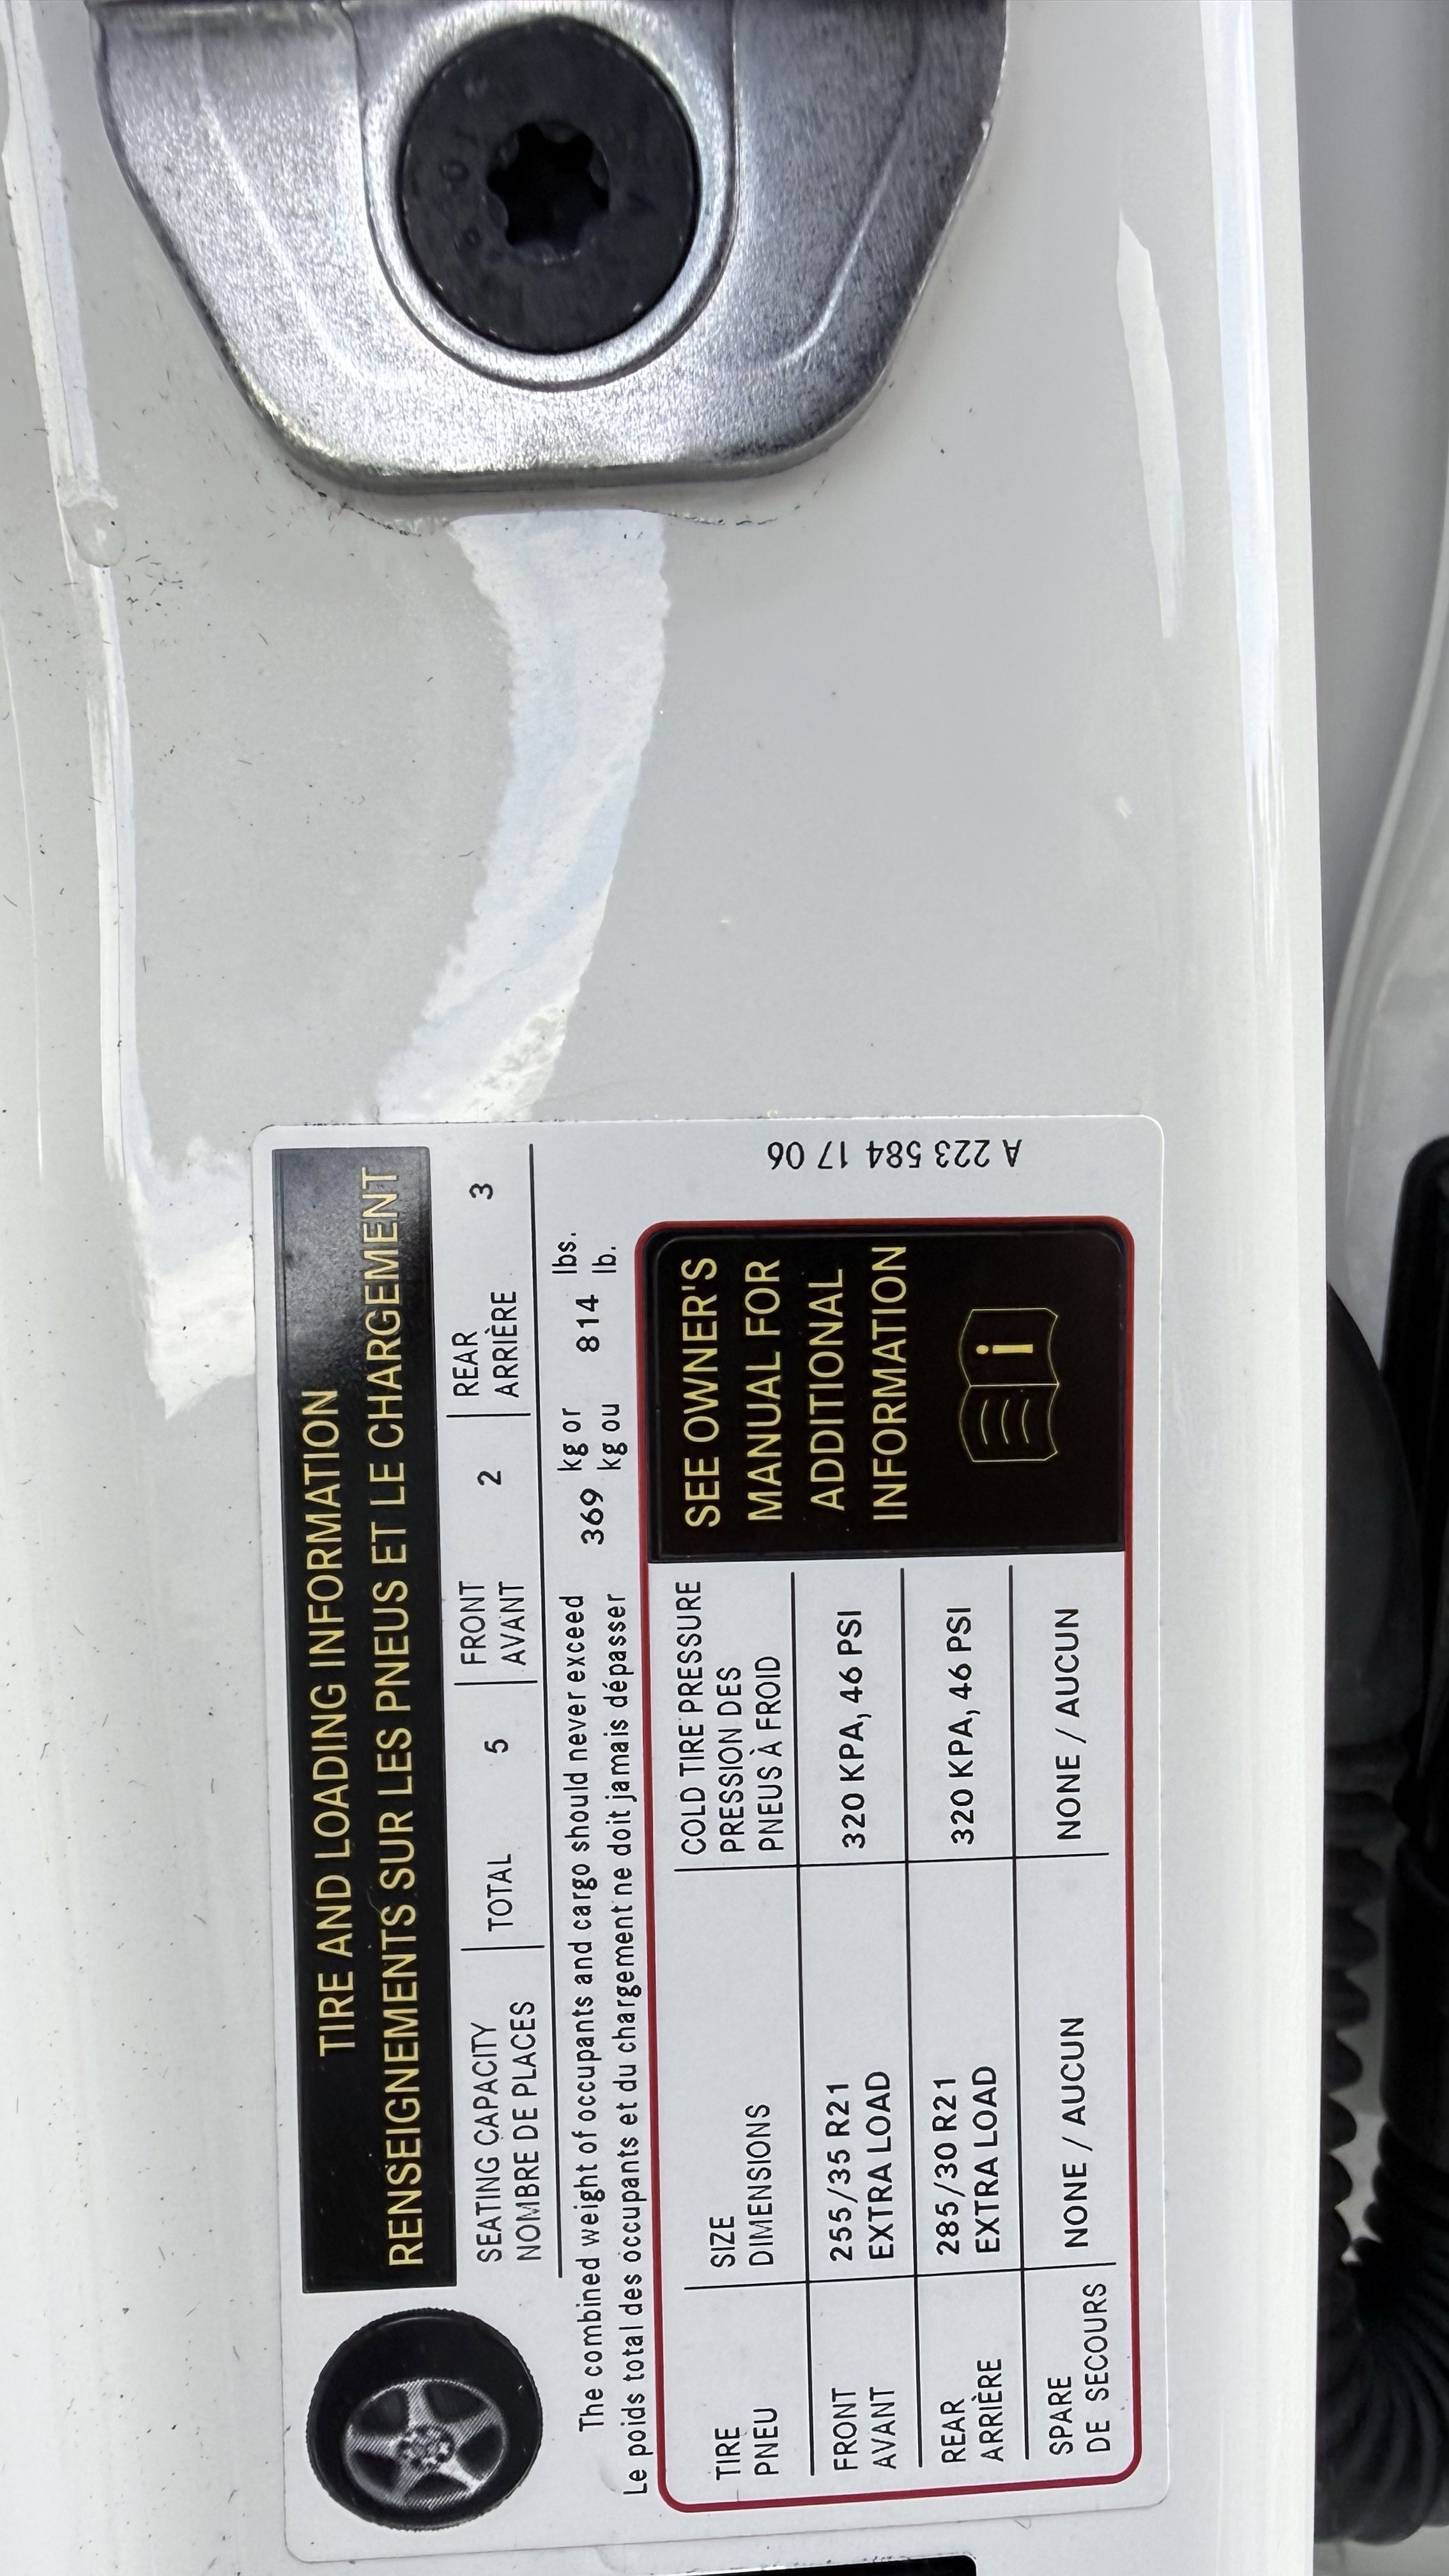 TIRE AND LOADING INFORMATION
RENSEIGNEMENTS SUR LES PNEUS ET LE CHARGEMENT
SEATING CAPACITY
NOMBRE DE PLACES
TOTAL 5
FRONT
AVANT
2
REAR
ARRIÈRE
3
The combined weight of occupants and cargo should never exceed
Le poids total des occupants et du chargement ne doit jamais dépasser
369
kg or
kg ou
814
lbs.
lb.
TIRE
PNEU
SIZE
DIMENSIONS
COLD TIRE PRESSURE
PRESSION DES
PNEUS À FROID
FRONT
AVANT
255/35 R21
EXTRA LOAD
320 KPA, 46 PSI
REAR
ARRIÈRE
285/30 R21
EXTRA LOAD
320 KPA, 46 PSI
SPARE
DE SECOURS
NONE / AUCUN
NONE / AUCUN
SEE OWNER'S
MANUAL FOR
ADDITIONAL
INFORMATION
i
A 223 584 17 06